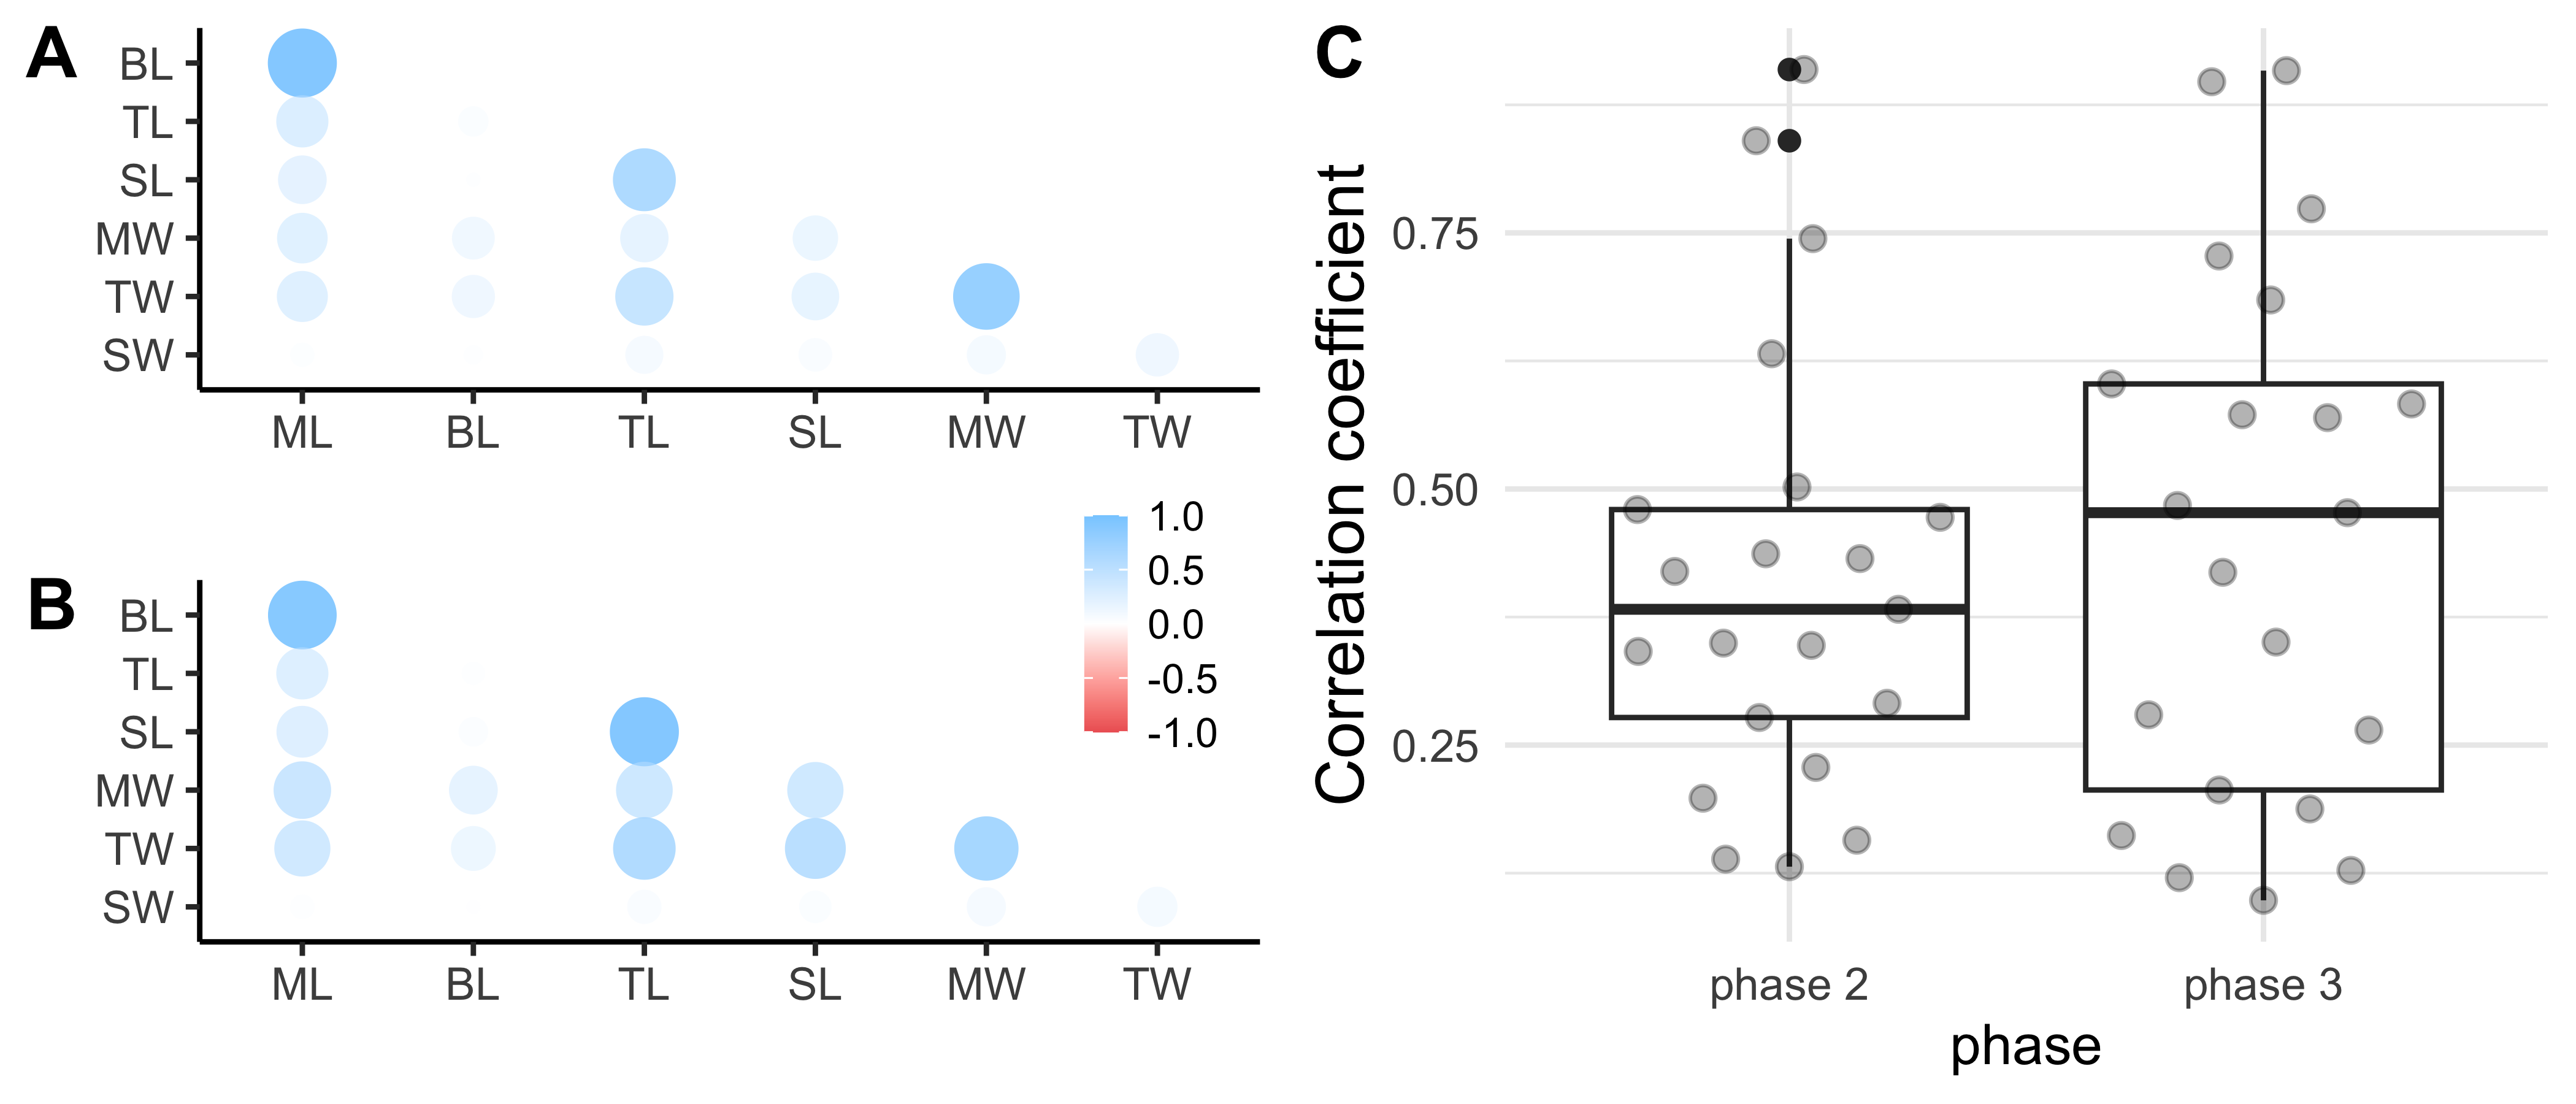 A
BL
TL
SL
MW
TW
SW
ML BL TL SL MW TW
1.0
0.5
0.0
-0.5
-1.0
B
BL
TL
SL
MW
TW
SW
ML BL TL SL MW TW
C
Correlation coefficient
0.75
0.50
0.25
phase 2 phase 3
phase